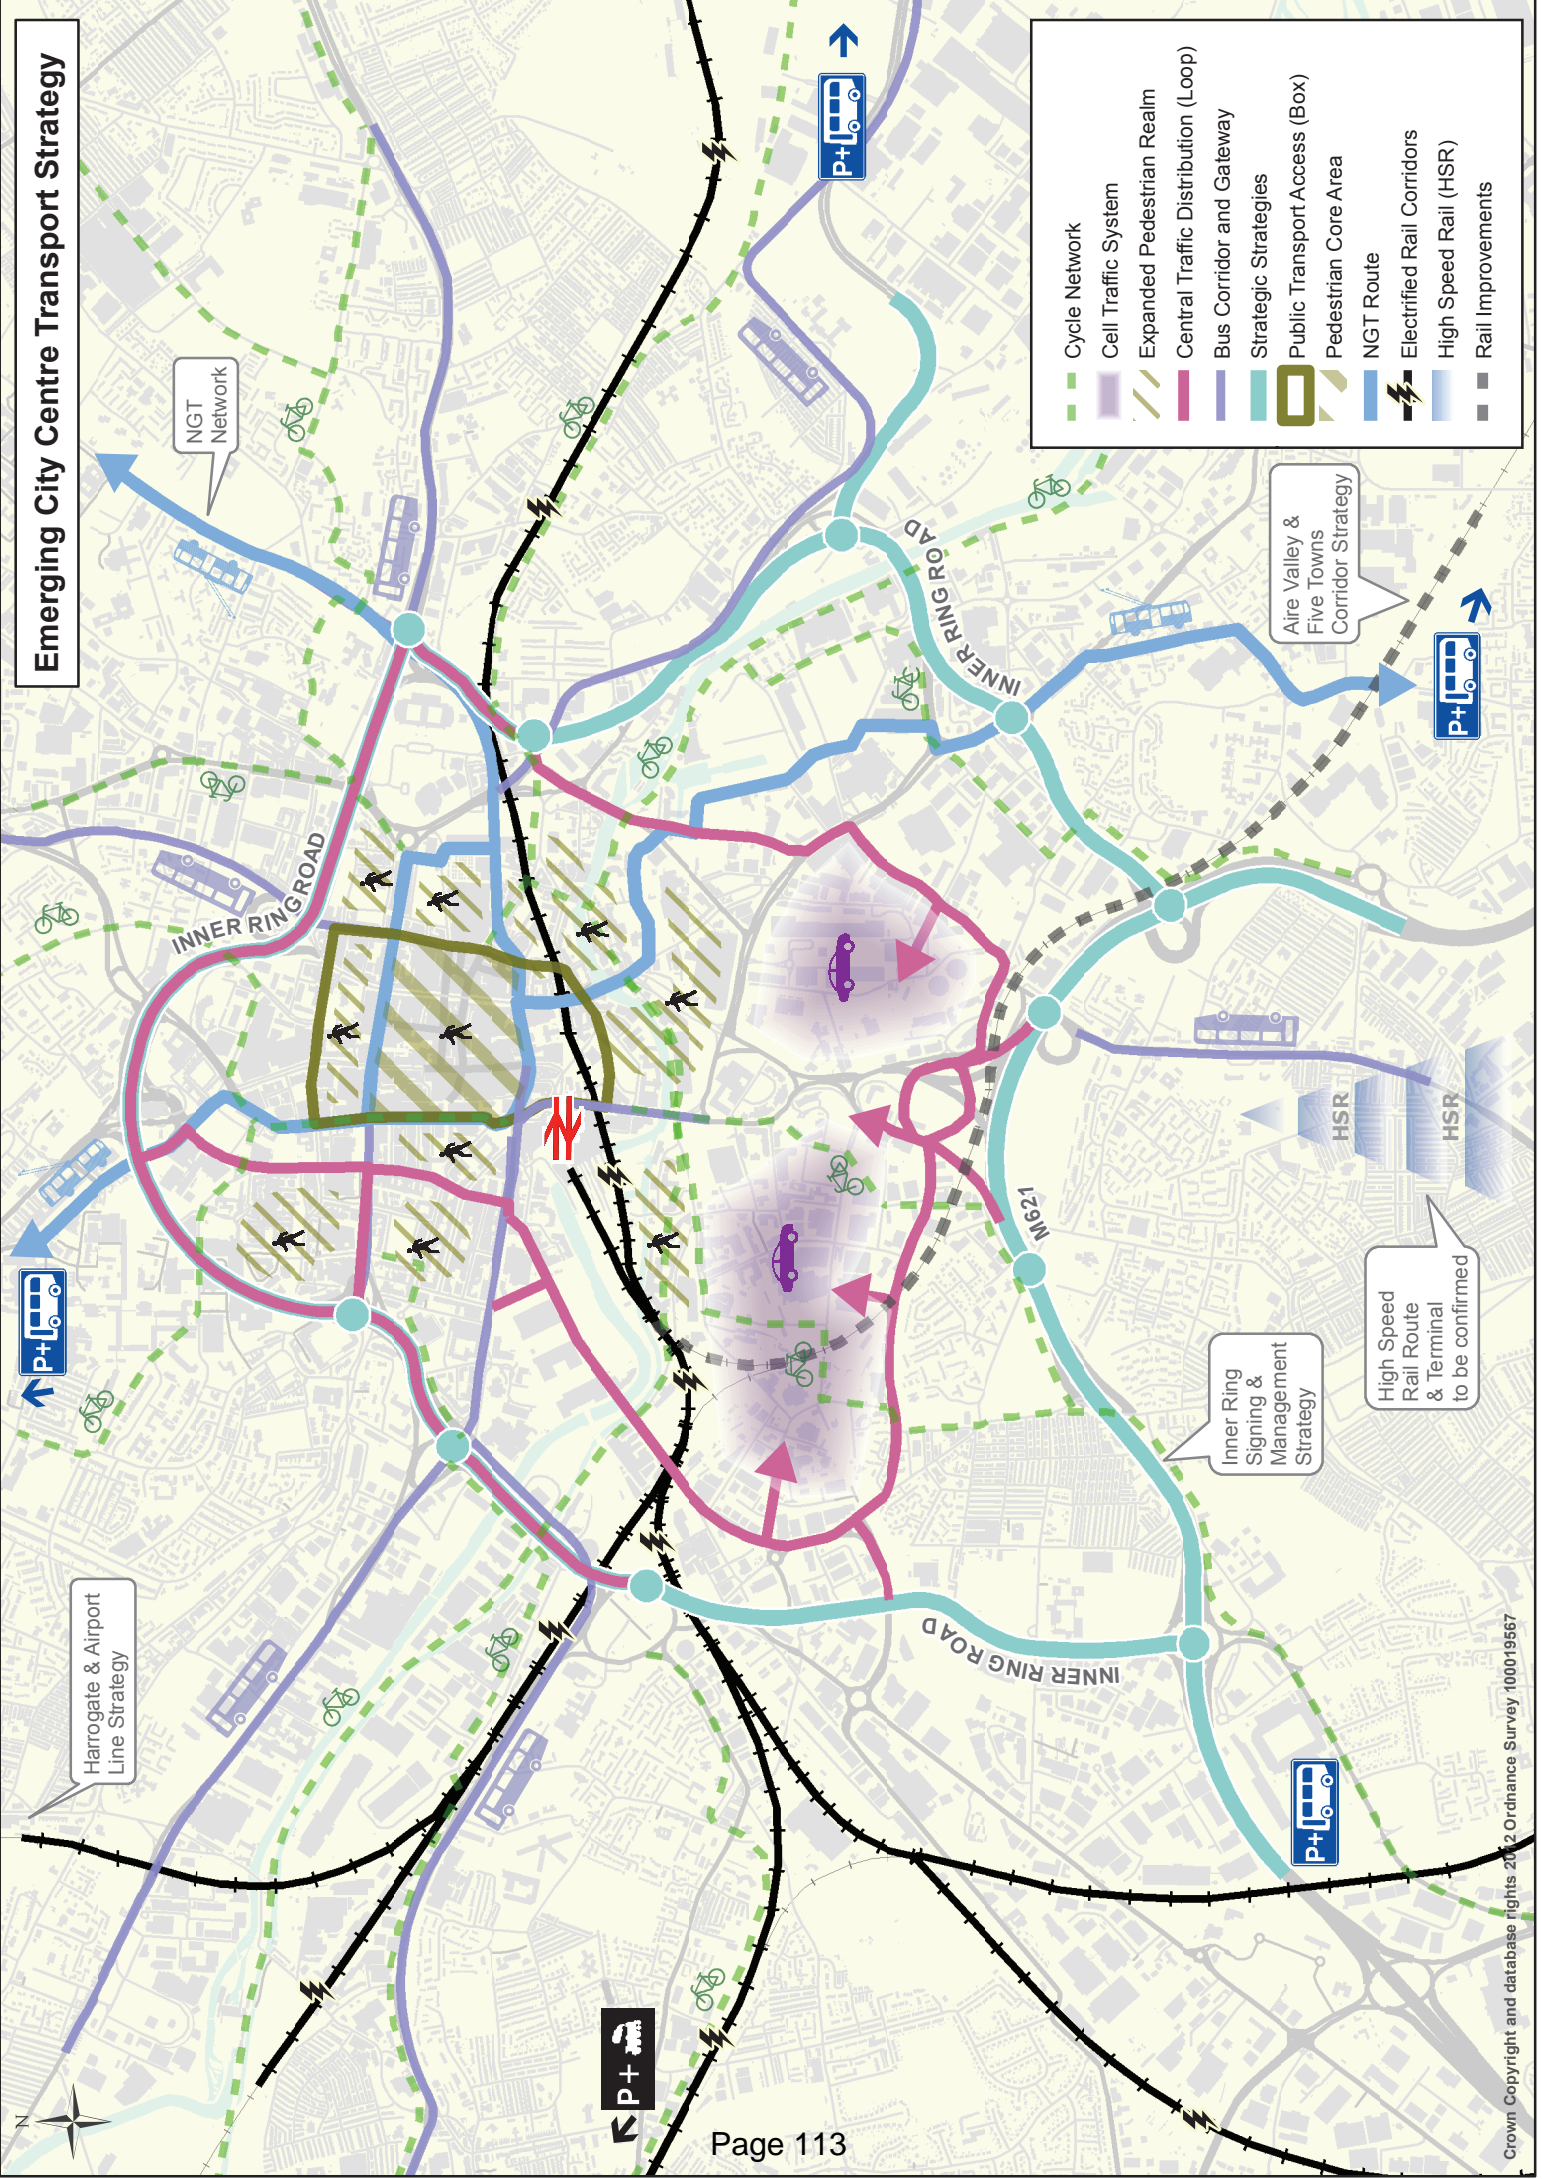 Emerging City Centre Transport Strategy
N
Harrogate & Airport
Line Strategy
NGT
Network
INNER RING ROAD
P+
P+
P+
P+
P+
P+
INNER RING ROAD
INNER RING ROAD
M621
HSR
HSR
Inner Ring
Signing &
Management
Strategy
High Speed
Rail Route
& Terminal
to be confirmed
Aire Valley &
Five Towns
Corridor Strategy
Cycle Network
Cell Traffic System
Expanded Pedestrian Realm
Central Traffic Distribution (Loop)
Bus Corridor and Gateway
Strategic Strategies
Public Transport Access (Box)
Pedestrian Core Area
NGT Route
Electrified Rail Corridors
High Speed Rail (HSR)
Rail Improvements
Crown Copyright and database rights 2012 Ordnance Survey 100019567
Page 113